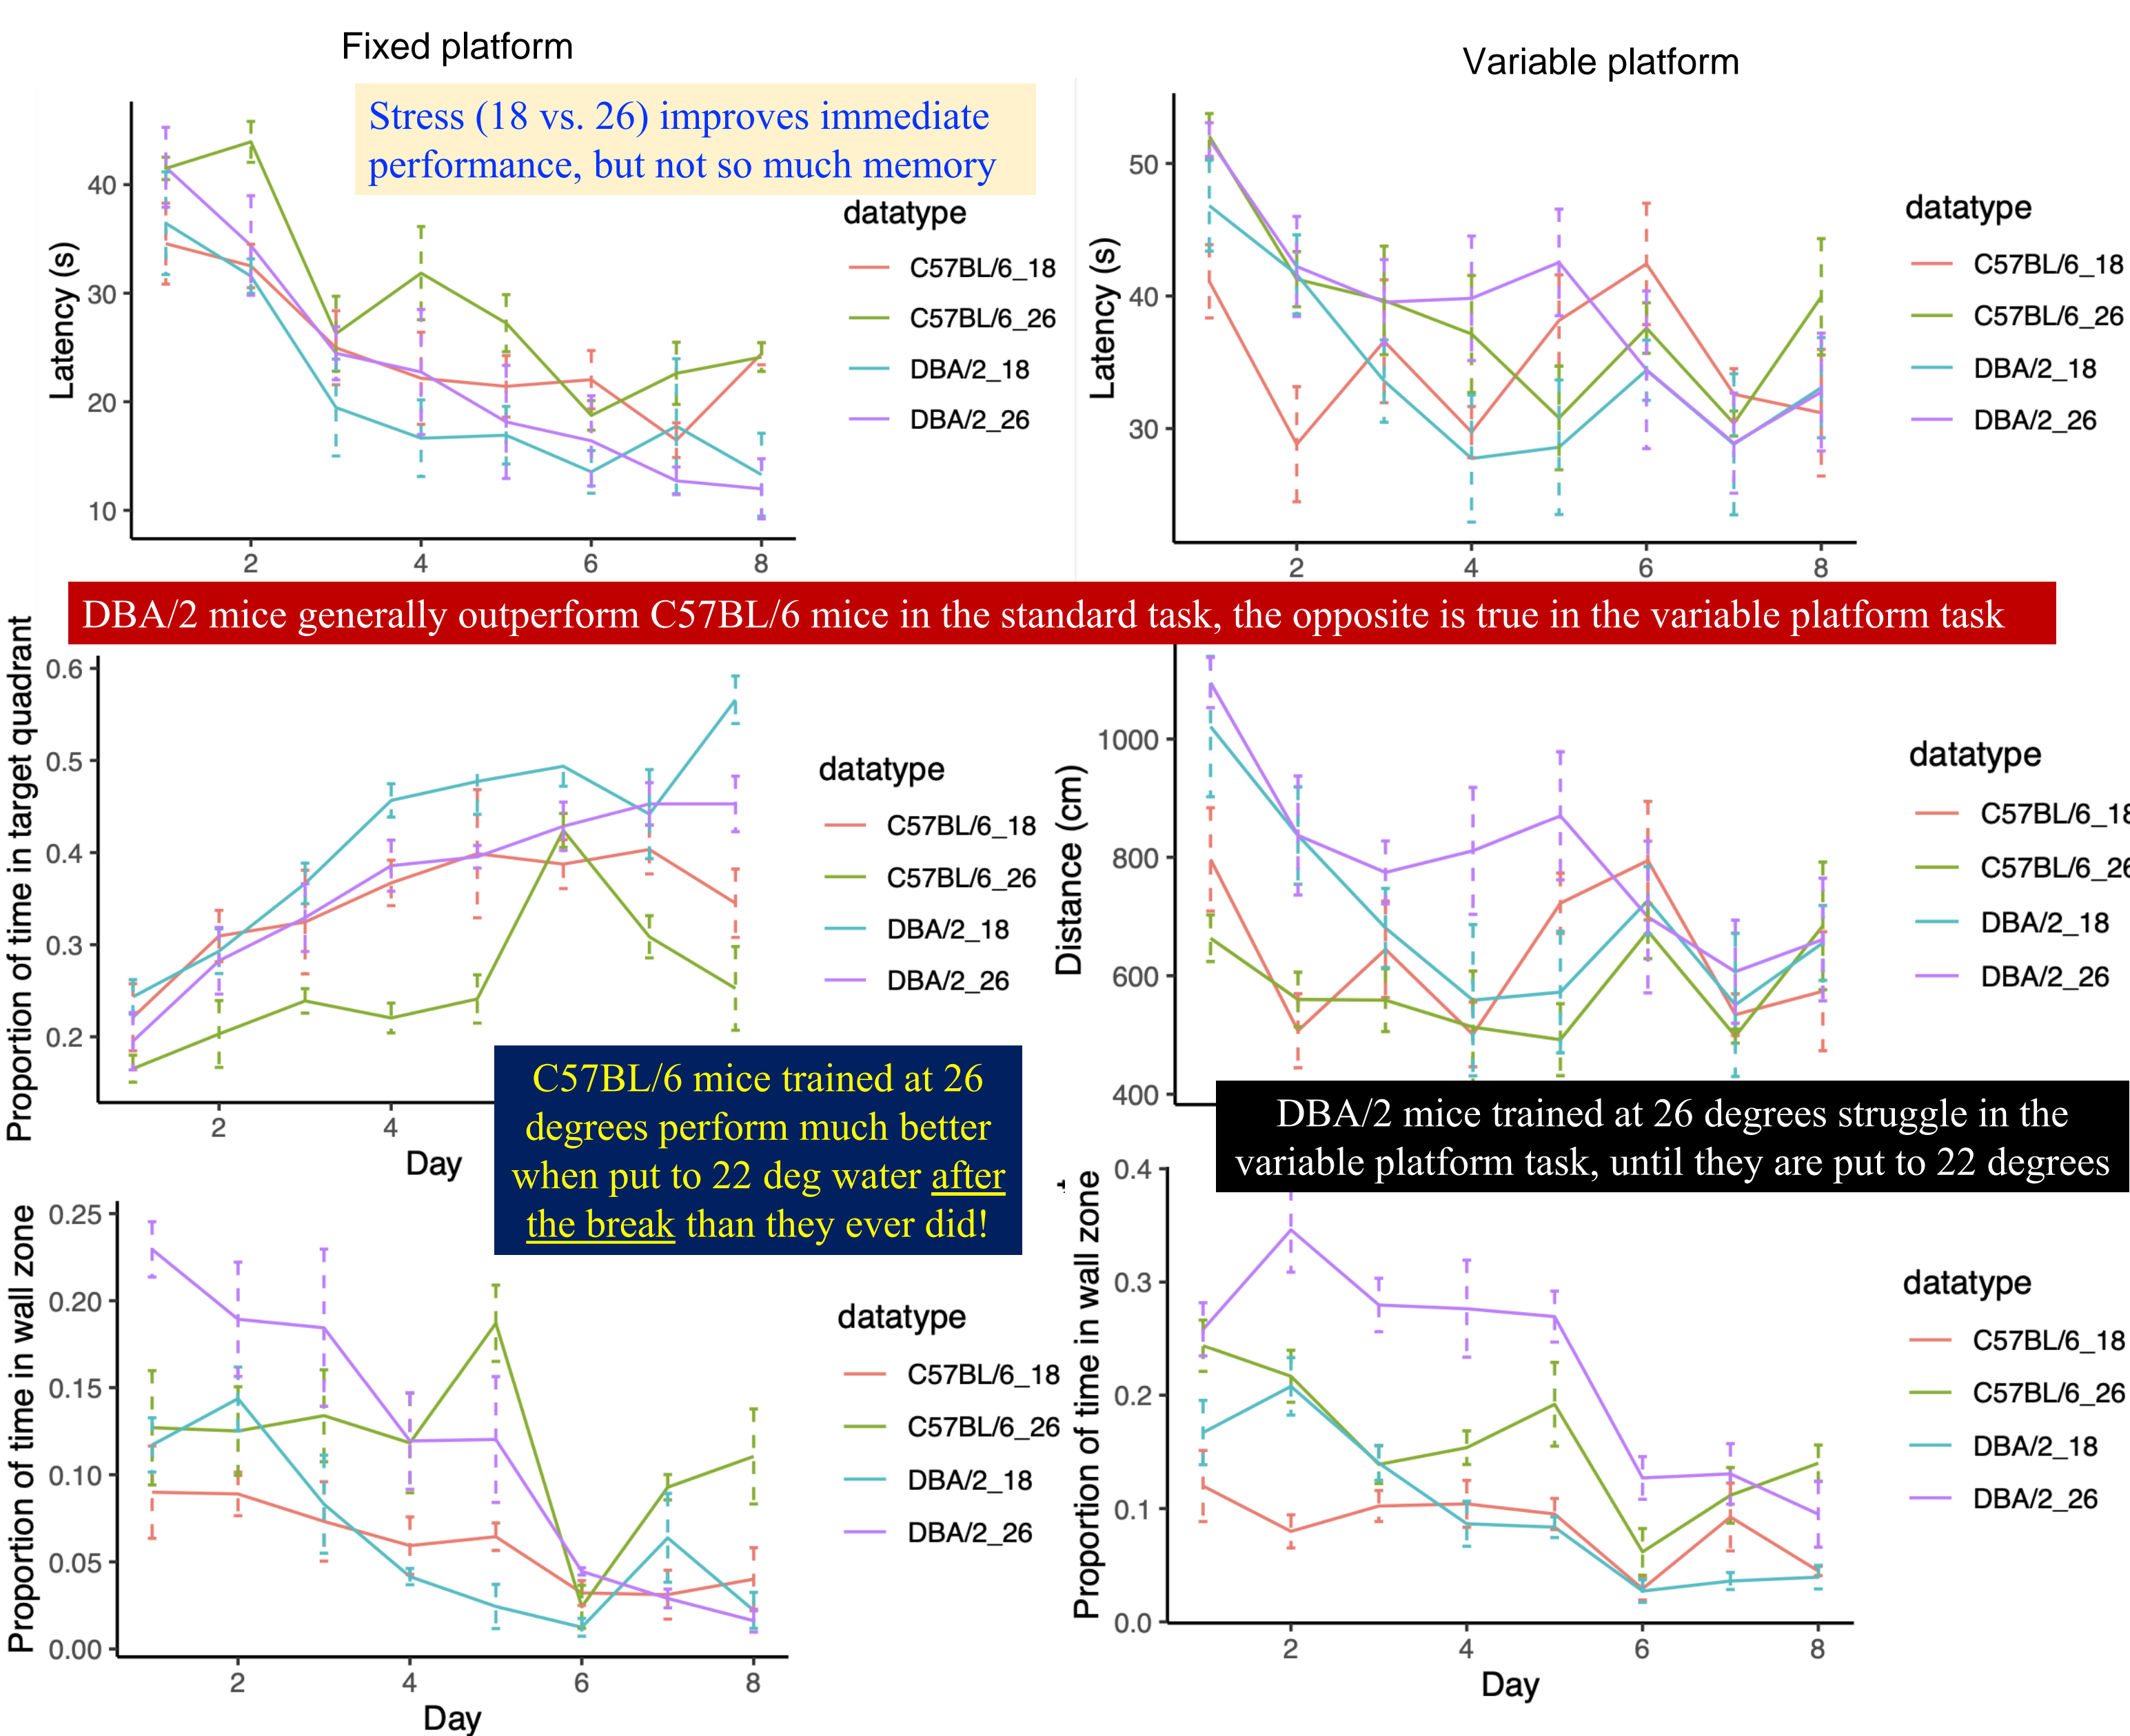 Fixed platform
Variable platform
Stress (18 vs. 26) improves immediate
performance, but not so much memory
Latency (s)
40
30
20
10
2
4
6
8
datatype
C57BL/6_18
C57BL/6_26
DBA/2_18
DBA/2_26
Latency (s)
50
40
30
2
4
6
8
datatype
C57BL/6_18
C57BL/6_26
DBA/2_18
DBA/2_26
DBA/2 mice generally outperform C57BL/6 mice in the standard task, the opposite is true in the variable platform task
Proportion of time in target quadrant
0.6
0.5
0.4
0.3
0.2
2
4
Day
datatype
C57BL/6_18
C57BL/6_26
DBA/2_18
DBA/2_26
Distance (cm)
1000
800
600
400
datatype
C57BL/6_18
C57BL/6_26
DBA/2_18
DBA/2_26
C57BL/6 mice trained at 26
degrees perform much better
when put to 22 deg water after
the break than they ever did!
DBA/2 mice trained at 26 degrees struggle in the
variable platform task, until they are put to 22 degrees
Proportion of time in wall zone
0.25
0.20
0.15
0.10
0.05
0.00
2
4
6
8
Day
datatype
C57BL/6_18
C57BL/6_26
DBA/2_18
DBA/2_26
Proportion of time in wall zone
0.4
0.3
0.2
0.1
0.0
2
4
6
8
Day
datatype
C57BL/6_18
C57BL/6_26
DBA/2_18
DBA/2_26